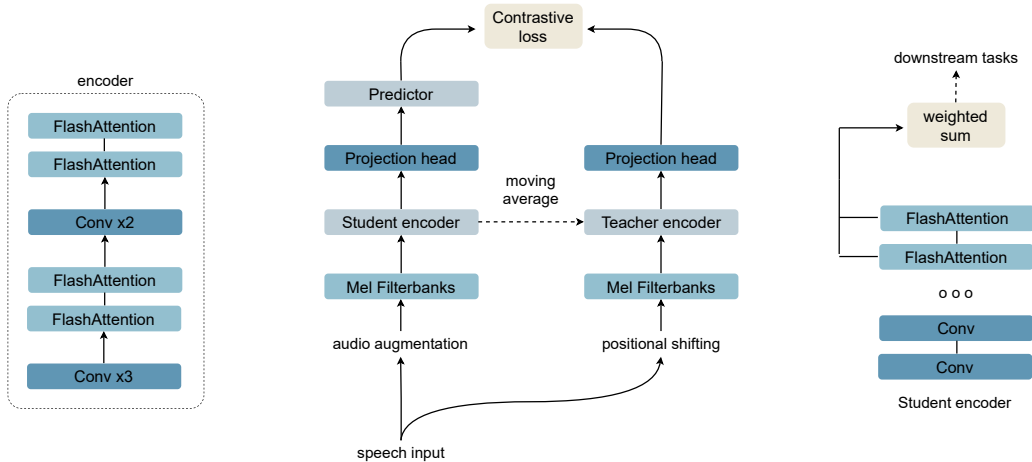 encoder
FlashAttention
FlashAttention
Conv x2
FlashAttention
FlashAttention
Conv x3
Contrastive
loss
Predictor
Projection head
Projection head
moving
average
Student encoder
Teacher encoder
Mel Filterbanks
Mel Filterbanks
audio augmentation
positional shifting
speech input
downstream tasks
weighted
sum
FlashAttention
FlashAttention
o o o
Conv
Conv
Student encoder